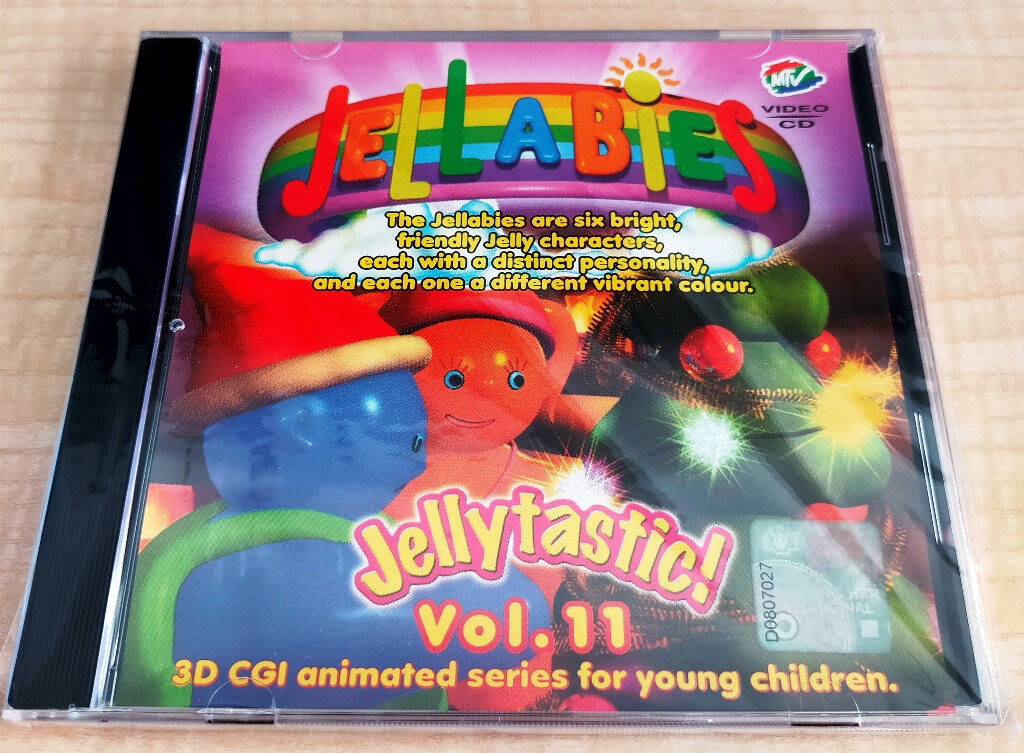 JELLABiES
MTV
VIDEO
CD
The Jellabies are six bright,
friendly Jelly characters,
each with a distinct personality,
and each one a different vibrant colour.
Jellytastic!
Vol.11
D0807027
3D CGI animated series for young children.